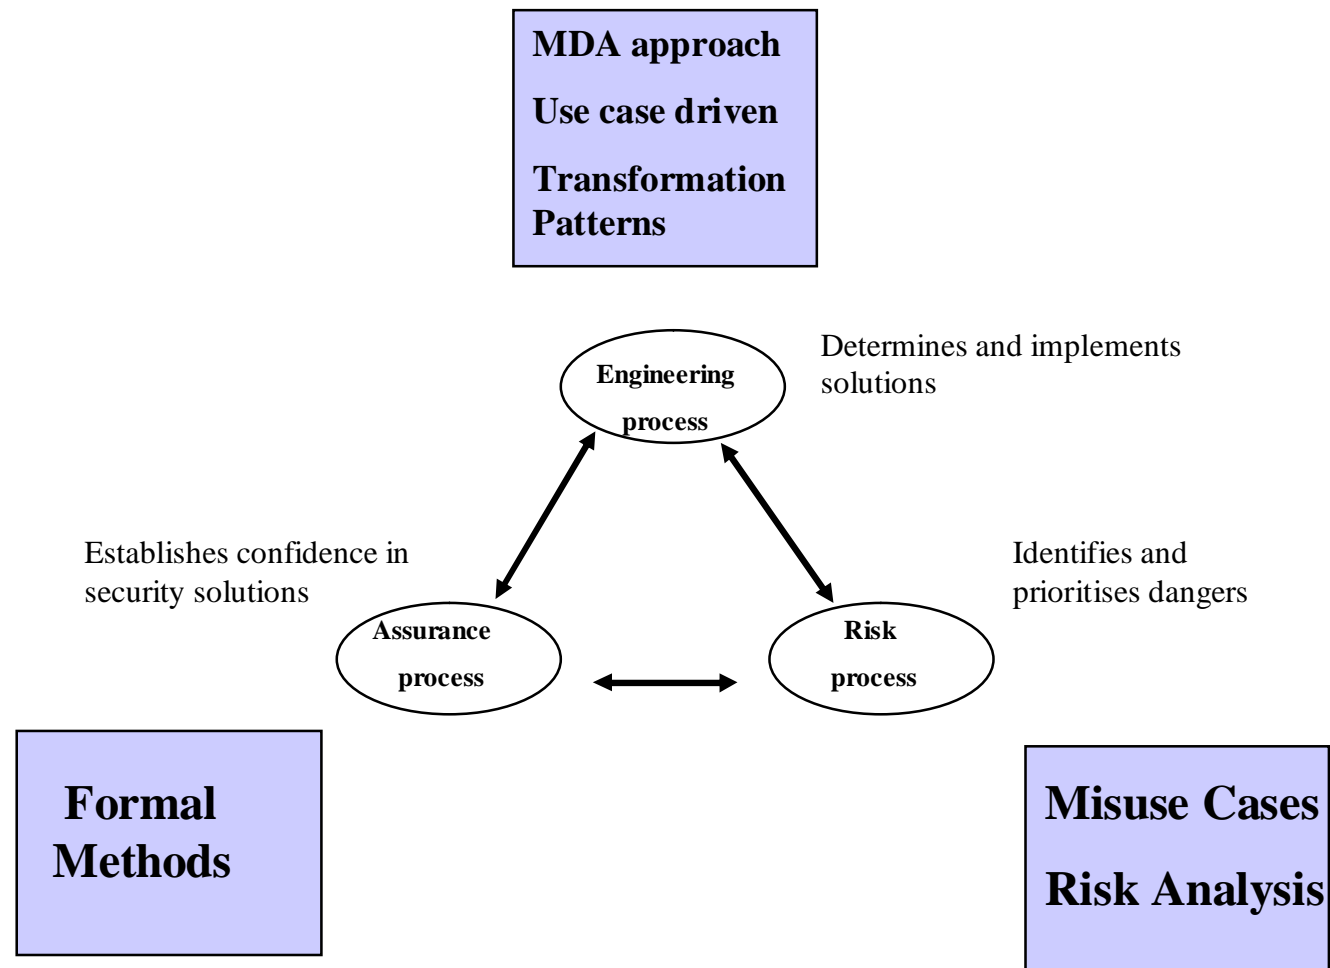 MDA approach
Use case driven
Transformation
Patterns
Engineering
process
Determines and implements
solutions
Establishes confidence in
security solutions
Identifies and
prioritises dangers
Assurance
process
Risk
process
Formal
Methods
Misuse Cases
Risk Analysis